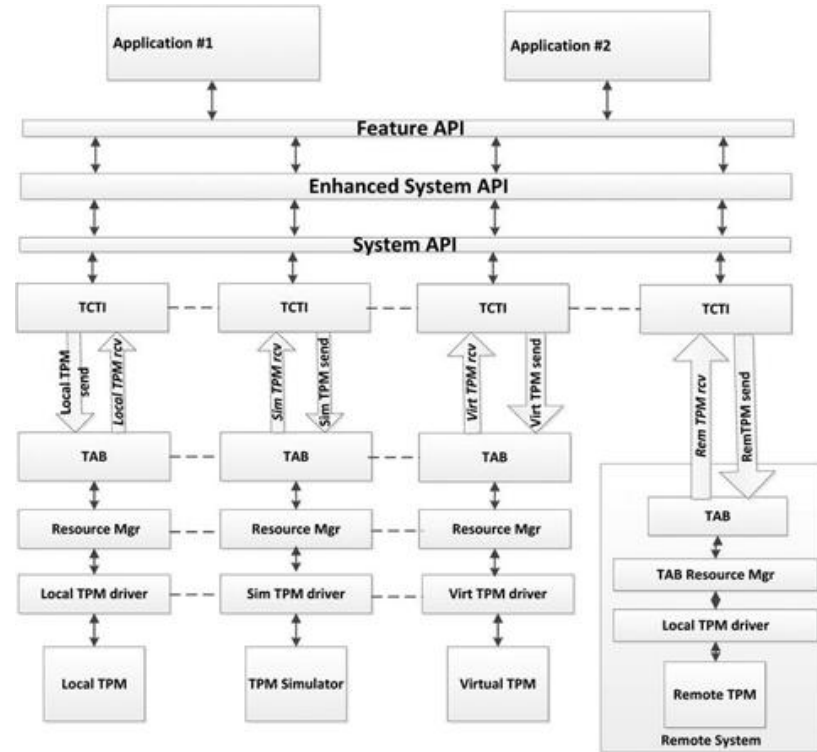 Application #1
Application #2
Feature API
Enhanced System API
System API
TCTI
TCTI
TCTI
TCTI
Local TPM
send
Local TPM rcv
Sim TPM rcv
Sim TPM send
Virt TPM rcv
Virt TPM send
Rem TPM rcv
RemTPM send
TAB
TAB
TAB
TAB
Resource Mgr
Resource Mgr
Resource Mgr
TAB Resource Mgr
Local TPM driver
Sim TPM driver
Virt TPM driver
Local TPM driver
Local TPM
TPM Simulator
Virtual TPM
Remote TPM
Remote System